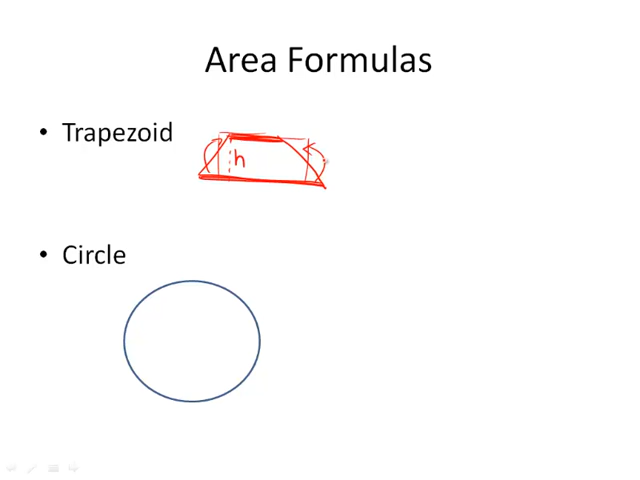 Area Formulas
• Trapezoid
h
• Circle